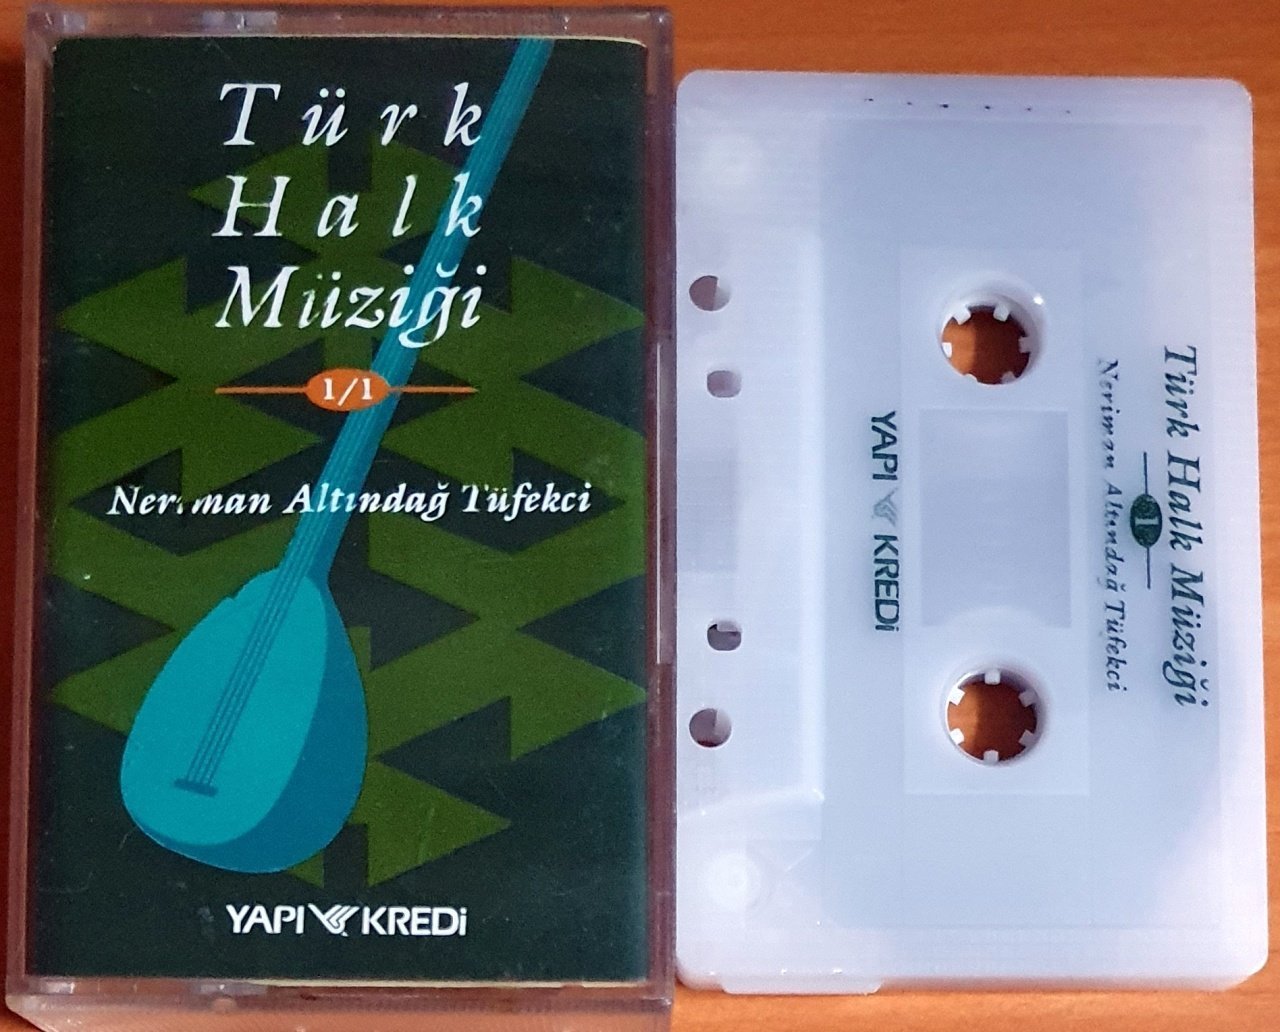 Türk
Halk
Müziği
1/1
Neriman Altındağ Tüfekci
YAPI KREDi
Türk Halk Müziği
1
Neriman Altındağ Tüfekci
YAPI KREDi